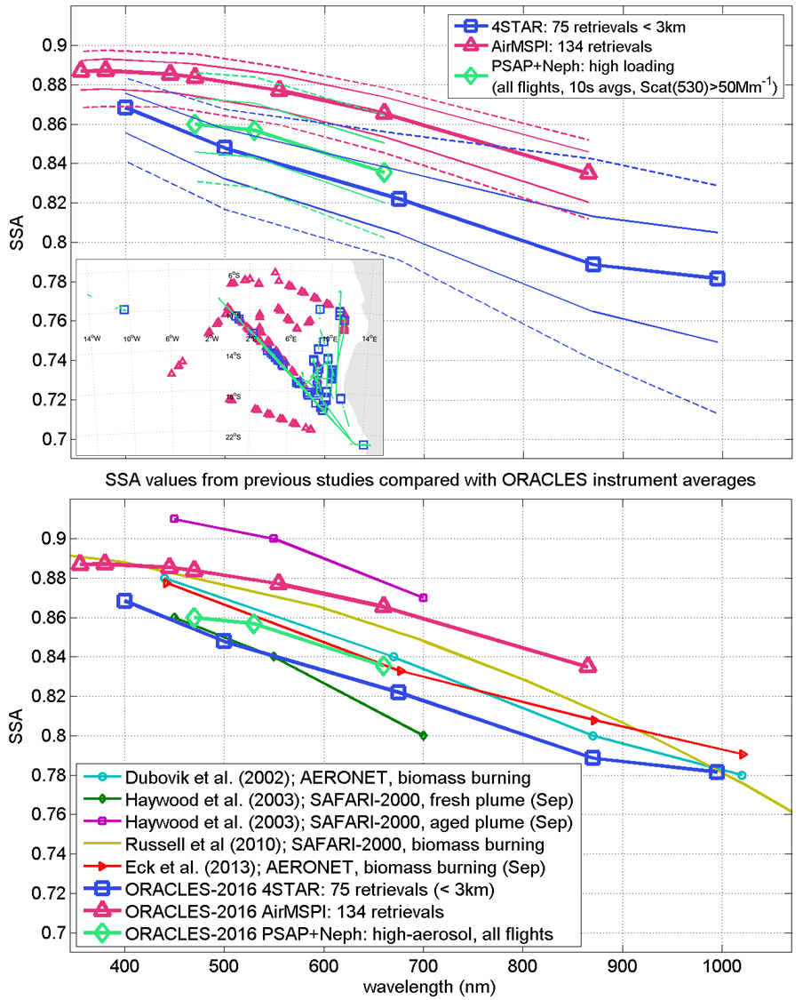 4STAR: 75 retrievals < 3km
AirMSPI: 134 retrievals
PSAP+Neph: high loading
(all flights, 10s avgs, Scat(530)>50Mm⁻¹)
0.9
0.88
0.86
0.84
0.82
0.8
0.78
0.76
0.74
0.72
0.7
SSA
6°S
10°S
14°S
18°S
22°S
14°W
10°W
6°W
2°W
2°E
6°E
10°E
14°E
SSA values from previous studies compared with ORACLES instrument averages
0.9
0.88
0.86
0.84
0.82
0.8
0.78
0.76
0.74
0.72
0.7
SSA
Dubovik et al. (2002); AERONET, biomass burning
Haywood et al. (2003); SAFARI-2000, fresh plume (Sep)
Haywood et al. (2003); SAFARI-2000, aged plume (Sep)
Russell et al (2010); SAFARI-2000, biomass burning
Eck et al. (2013); AERONET, biomass burning (Sep)
ORACLES-2016 4STAR: 75 retrievals (< 3km)
ORACLES-2016 AirMSPI: 134 retrievals
ORACLES-2016 PSAP+Neph: high-aerosol, all flights
400 500 600 700 800 900 1000
wavelength (nm)